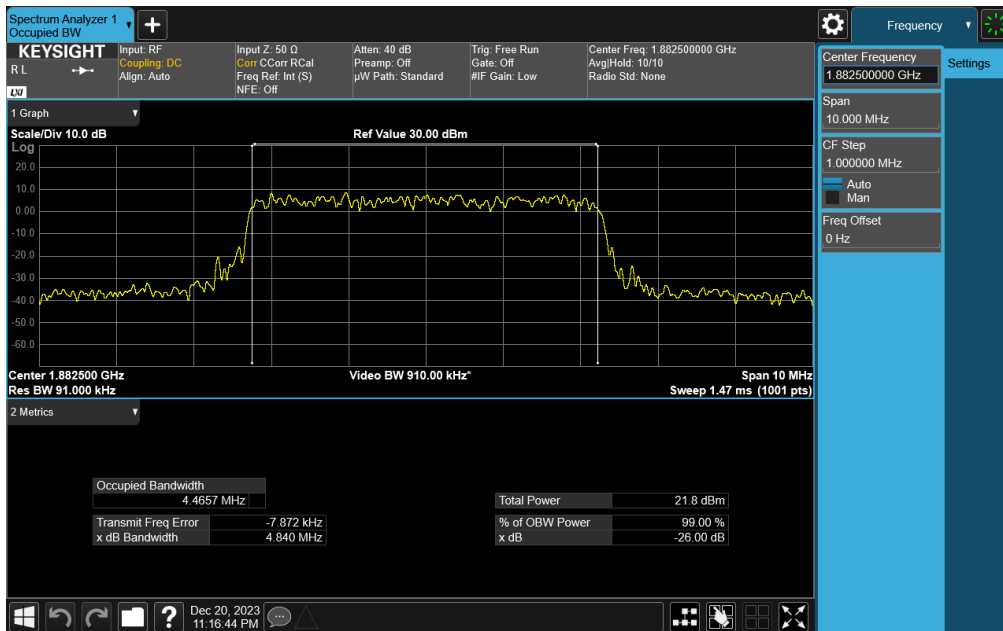 Spectrum Analyzer 1
Occupied BW
Frequency
KEYSIGHT
R L
LXI
Input: RF
Coupling: DC
Align: Auto
Input Z: 50 Ω
Corr CCorr RCal
Freq Ref: Int (S)
NFE: Off
Atten: 40 dB
Preamp: Off
µW Path: Standard
Trig: Free Run
Gate: Off
#IF Gain: Low
Center Freq: 1.882500000 GHz
Avg|Hold: 10/10
Radio Std: None
Center Frequency
1.882500000 GHz
Settings
Span
10.000 MHz
CF Step
1.000000 MHz
Auto
Man
Freq Offset
0 Hz
1 Graph
Scale/Div 10.0 dB
Ref Value 30.00 dBm
Log
20.0
10.0
0.00
-10.0
-20.0
-30.0
-40.0
-50.0
-60.0
Center 1.882500 GHz
Video BW 910.00 kHz*
Span 10 MHz
Res BW 91.000 kHz
Sweep 1.47 ms (1001 pts)
2 Metrics
Occupied Bandwidth
4.4657 MHz
Transmit Freq Error -7.872 kHz
x dB Bandwidth 4.840 MHz
Total Power 21.8 dBm
% of OBW Power 99.00 %
x dB -26.00 dB
?
Dec 20, 2023
11:16:44 PM